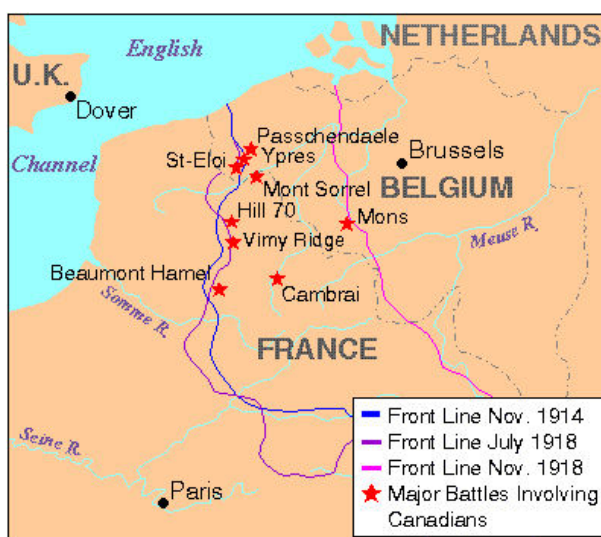 English
NETHERLANDS
U.K.
Dover
Channel
Passchendaele
Ypres
St-Eloi
Brussels
Mont Sorrel
BELGIUM
Hill 70
Mons
Vimy Ridge
Meuse R.
Beaumont Hamel
Cambrai
Somme R.
FRANCE
Front Line Nov. 1914
Front Line July 1918
Front Line Nov. 1918
Major Battles Involving
Canadians
Seine R.
Paris